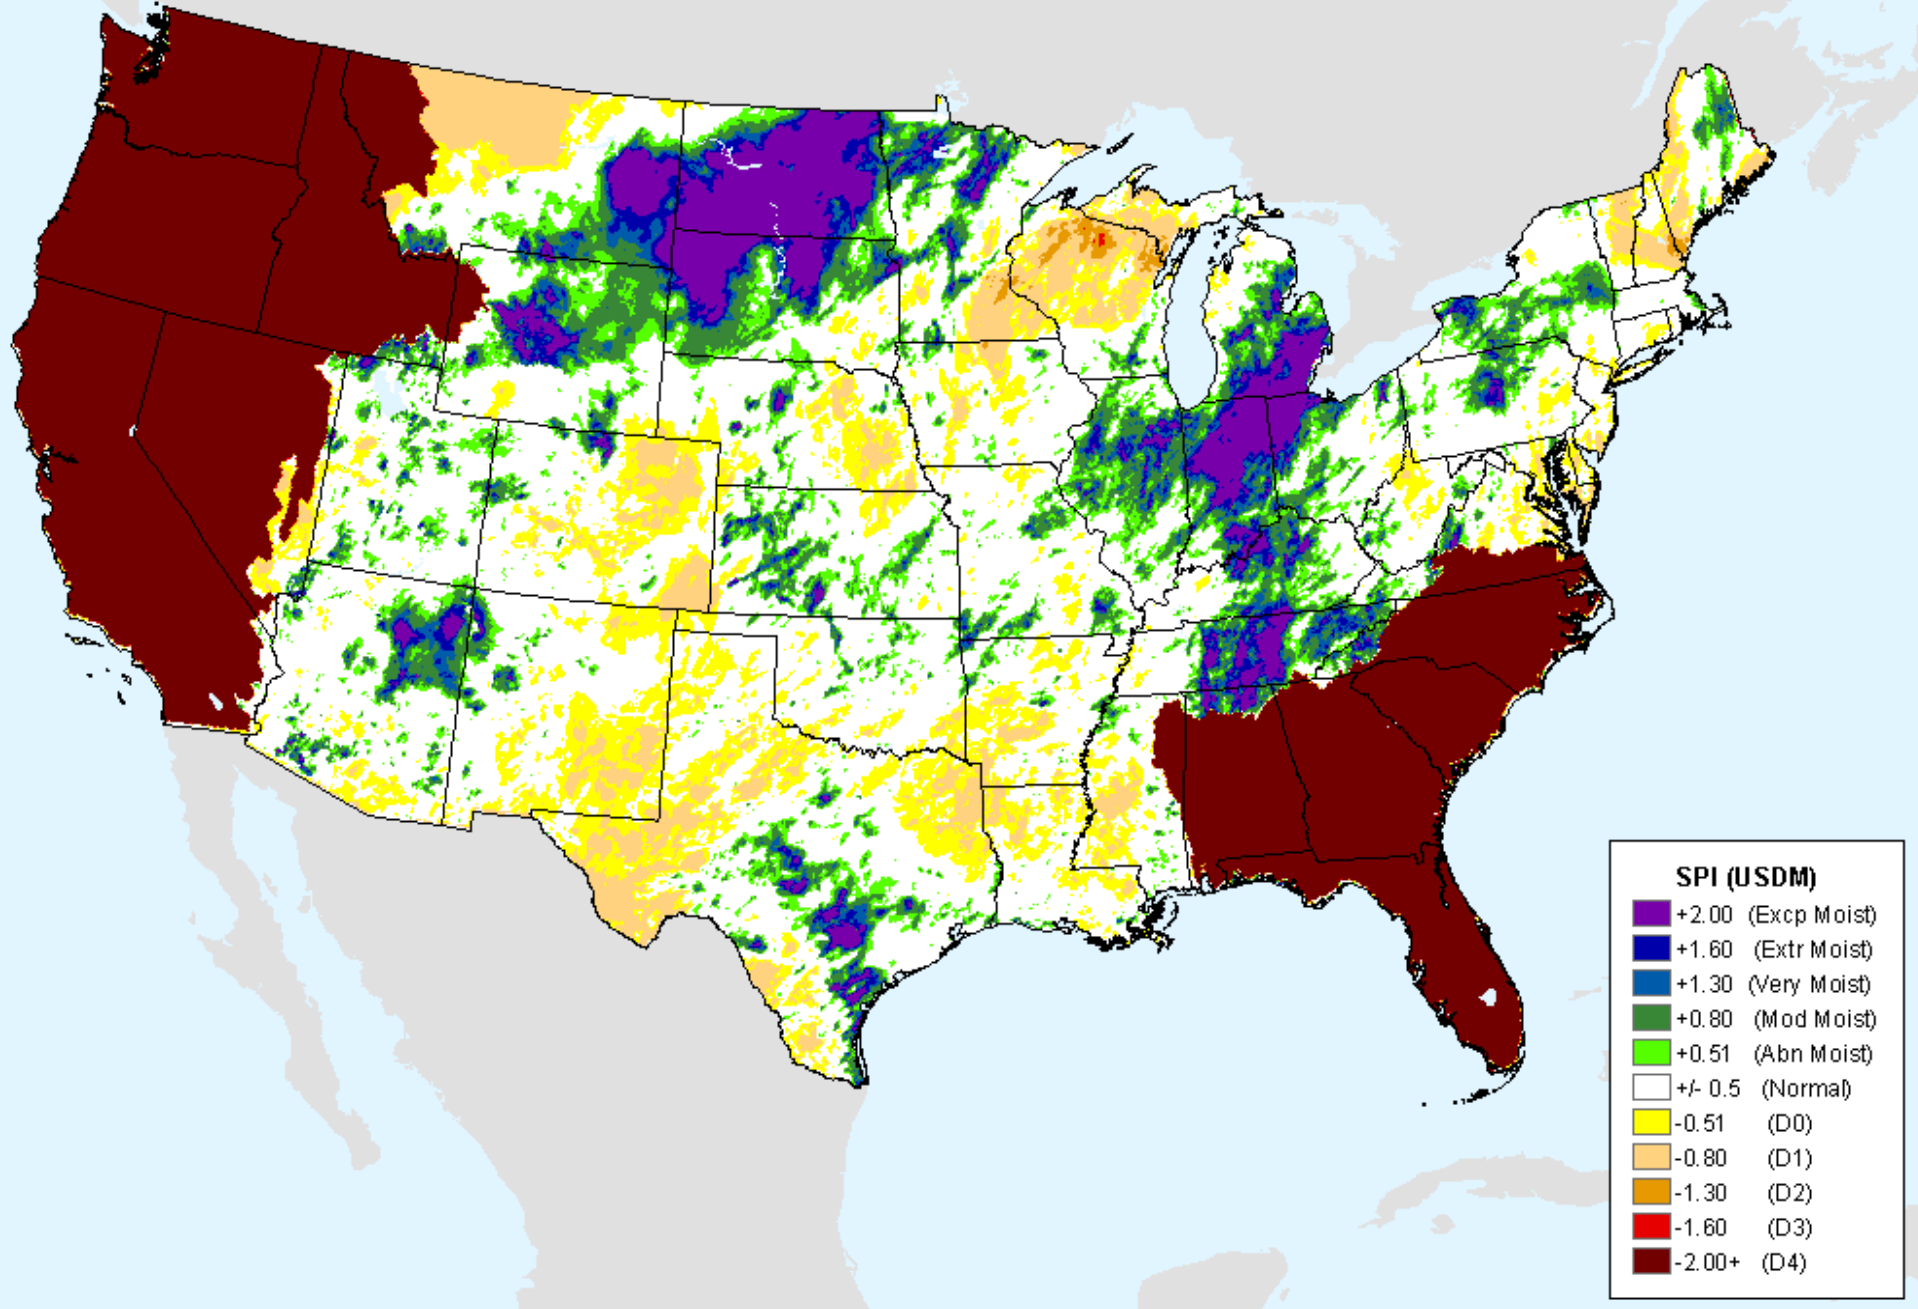 SPI (USDM)
+2.00 (Excp Moist)
+1.60 (Extr Moist)
+1.30 (Very Moist)
+0.80 (Mod Moist)
+0.51 (Abn Moist)
+/- 0.5 (Normal)
-0.51 (D0)
-0.80 (D1)
-1.30 (D2)
-1.60 (D3)
-2.00+ (D4)